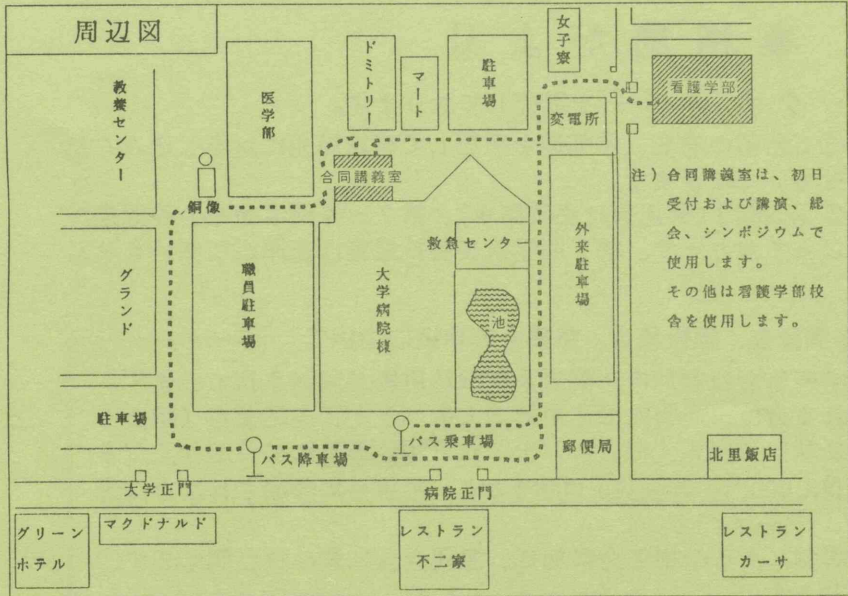 周辺図
教養センター
医学部
ドミトリー
マート
駐車場
女子寮
変電所
看護学部
合同講義室
銅像
グランド
職員駐車場
大学病院棟
救急センター
池
外来駐車場
注）合同講義室は、初日
受付および講演、総
会、シンポジウムで
使用します。
その他は看護学部校
舎を使用します。
駐車場
バス降車場
バス乗車場
郵便局
北里飯店
大学正門
病院正門
グリーン
ホテル
マクドナルド
レストラン
不二家
レストラン
カーサ